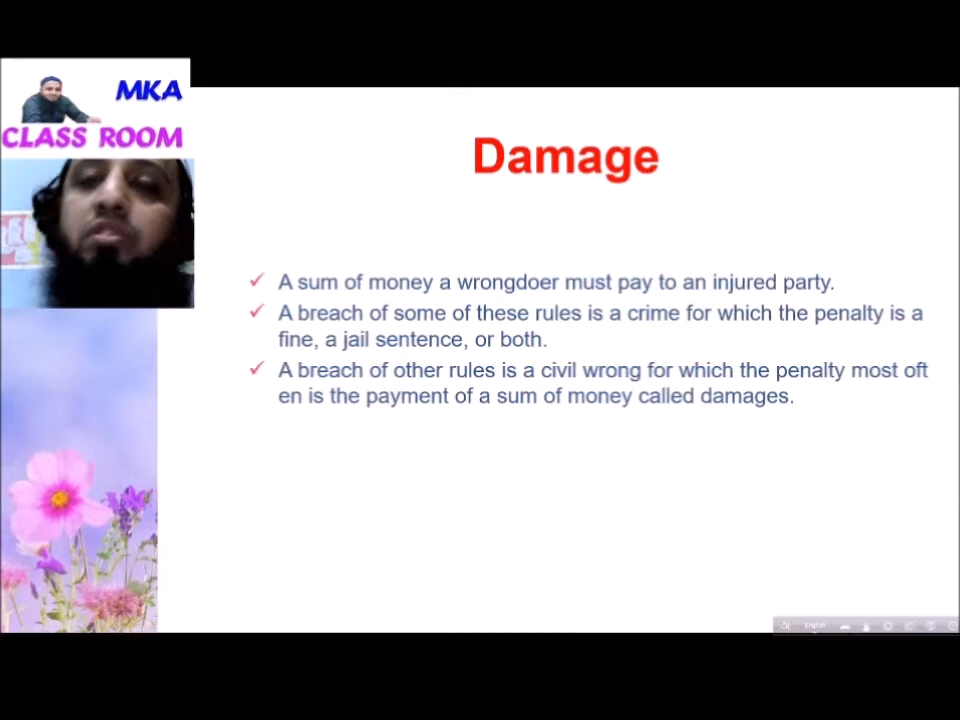 MKA
CLASS ROOM
Damage
A sum of money a wrongdoer must pay to an injured party.
A breach of some of these rules is a crime for which the penalty is a
fine, a jail sentence, or both.
A breach of other rules is a civil wrong for which the penalty most oft
en is the payment of a sum of money called damages.
English